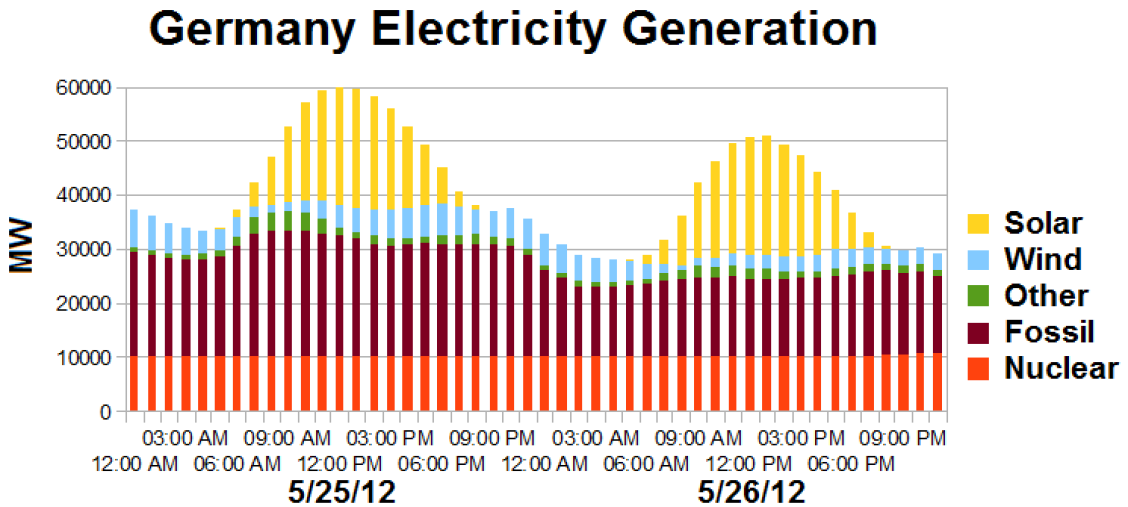 Germany Electricity Generation
MW
60000
50000
40000
30000
20000
10000
0
Solar
Wind
Other
Fossil
Nuclear
03:00 AM 09:00 AM 03:00 PM 09:00 PM 03:00 AM 09:00 AM 03:00 PM 09:00 PM
12:00 AM 06:00 AM 12:00 PM 06:00 PM 12:00 AM 06:00 AM 12:00 PM 06:00 PM
5/25/12 5/26/12